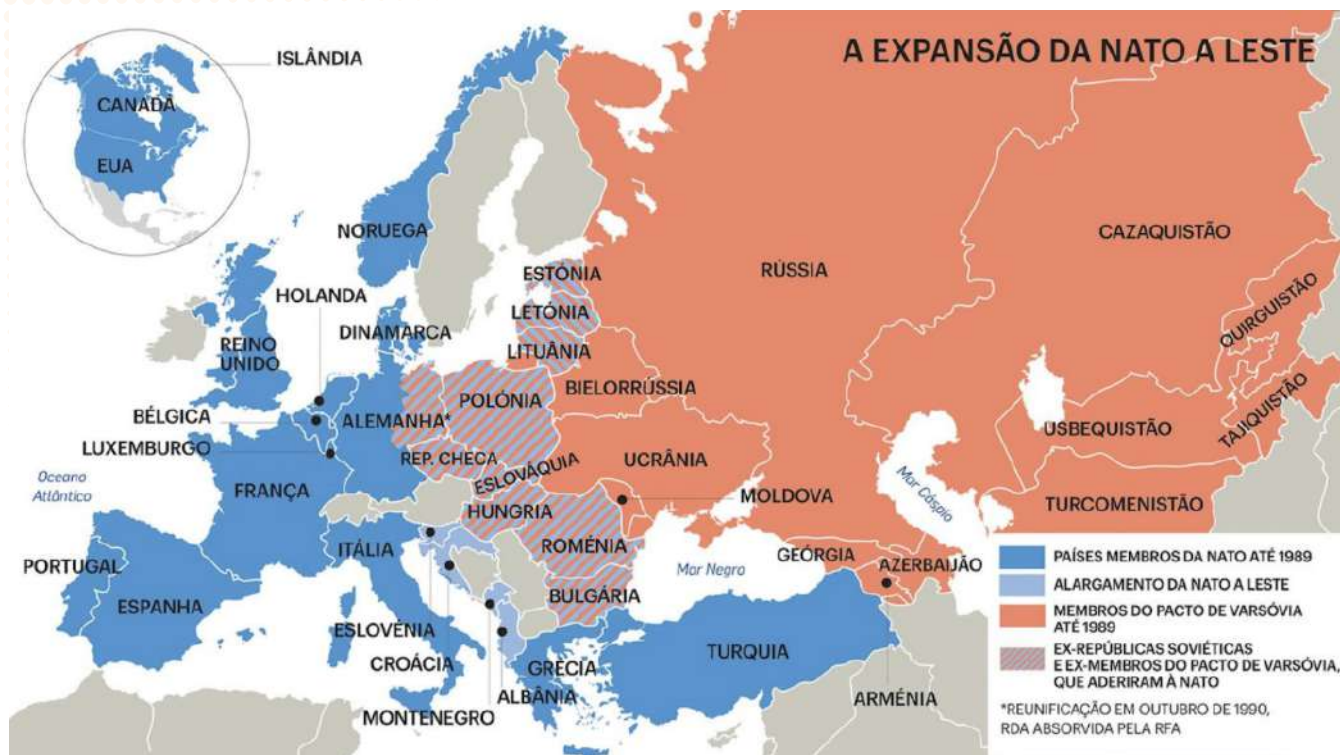 A EXPANSÃO DA NATO A LESTE
ISLÂNDIA
CANADÁ
EUA
NORUEGA
HOLANDA
DINAMARCA
REINO
UNIDO
BÉLGICA
LUXEMBURGO
ALEMANHA*
Oceano
Atlântico
FRANÇA
PORTUGAL
ESPANHA
ITÁLIA
ESLOVÉNIA
CROÁCIA
MONTENEGRO
ALBÂNIA
GRÉCIA
ESTÓNIA
LETÓNIA
LITUÂNIA
POLÓNIA
REP. CHECA
ESLOVÁQUIA
HUNGRIA
ROMÉNIA
BULGÁRIA
BIELORRÚSSIA
UCRÂNIA
MOLDOVA
Mar Negro
TURQUIA
RÚSSIA
CAZAQUISTÃO
QUIRGUISTÃO
TAJIQUISTÃO
USBEQUISTÃO
TURCOMENISTÃO
Mar Cáspio
GEÓRGIA
AZERBAIJÃO
ARMÉNIA
PAÍSES MEMBROS DA NATO ATÉ 1989
ALARGAMENTO DA NATO A LESTE
MEMBROS DO PACTO DE VARSÓVIA
ATÉ 1989
EX-REPÚBLICAS SOVIÉTICAS
E EX-MEMBROS DO PACTO DE VARSÓVIA,
QUE ADERIRAM À NATO
*REUNIFICAÇÃO EM OUTUBRO DE 1990,
RDA ABSORVIDA PELA RFA